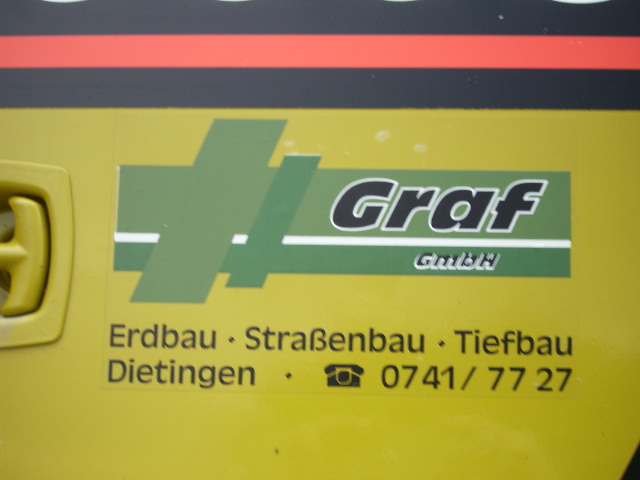 Graf
GmbH
Erdbau · Straßenbau · Tiefbau
Dietingen · ☎ 0741/ 77 27